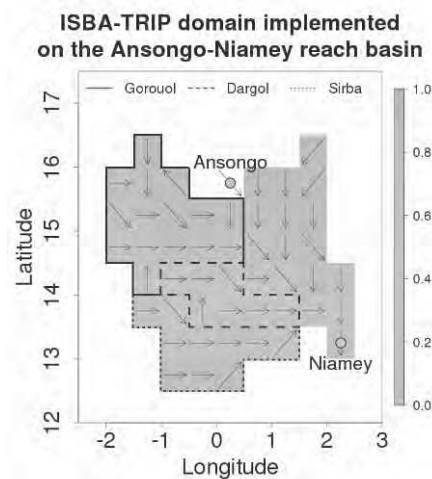 ISBA-TRIP domain implemented
on the Ansongo-Niamey reach basin
Gorouol Dargol Sirba
Ansongo
Niamey
Latitude
17
16
15
14
13
12
-2 -1 0 1 2 3
Longitude
1.0
0.8
0.6
0.4
0.2
0.0